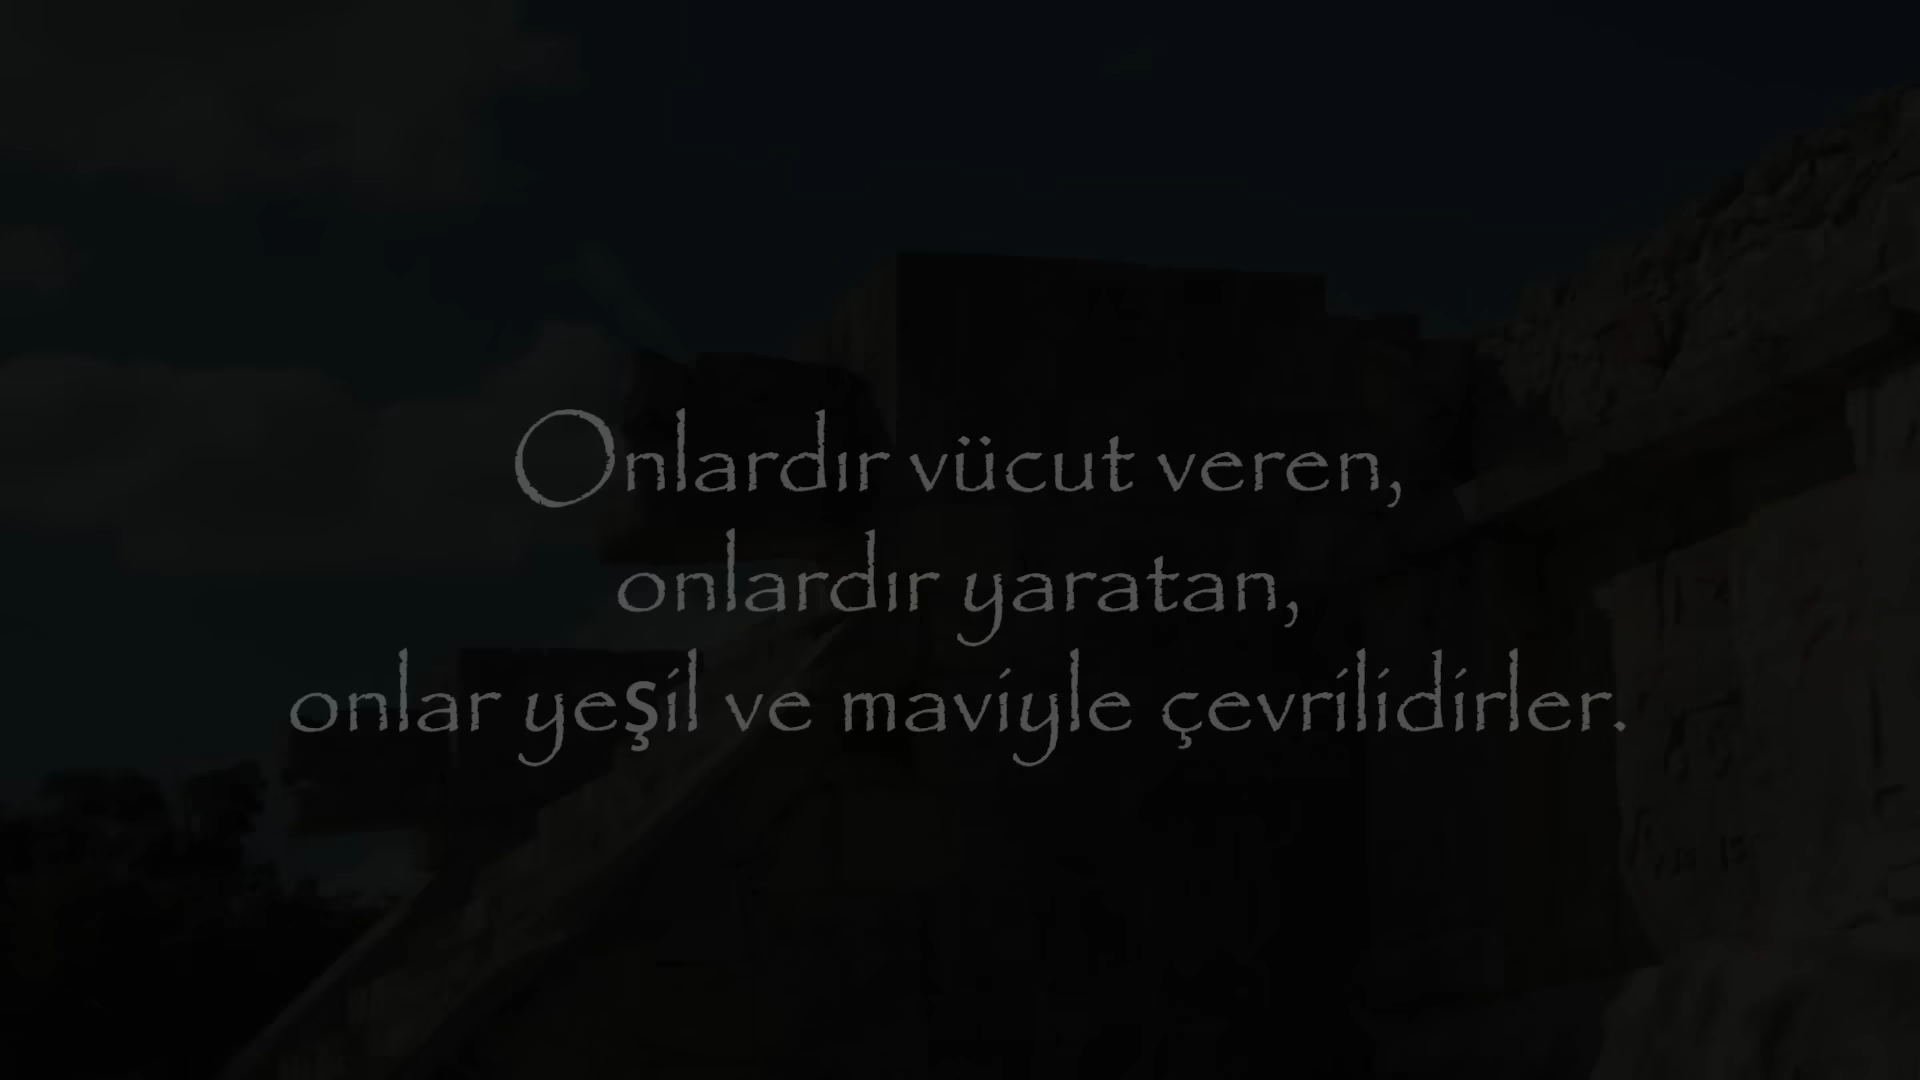 Onlardır vücut veren,
onlardır yaratan,
onlar yeşil ve maviyle çevrilidirler.